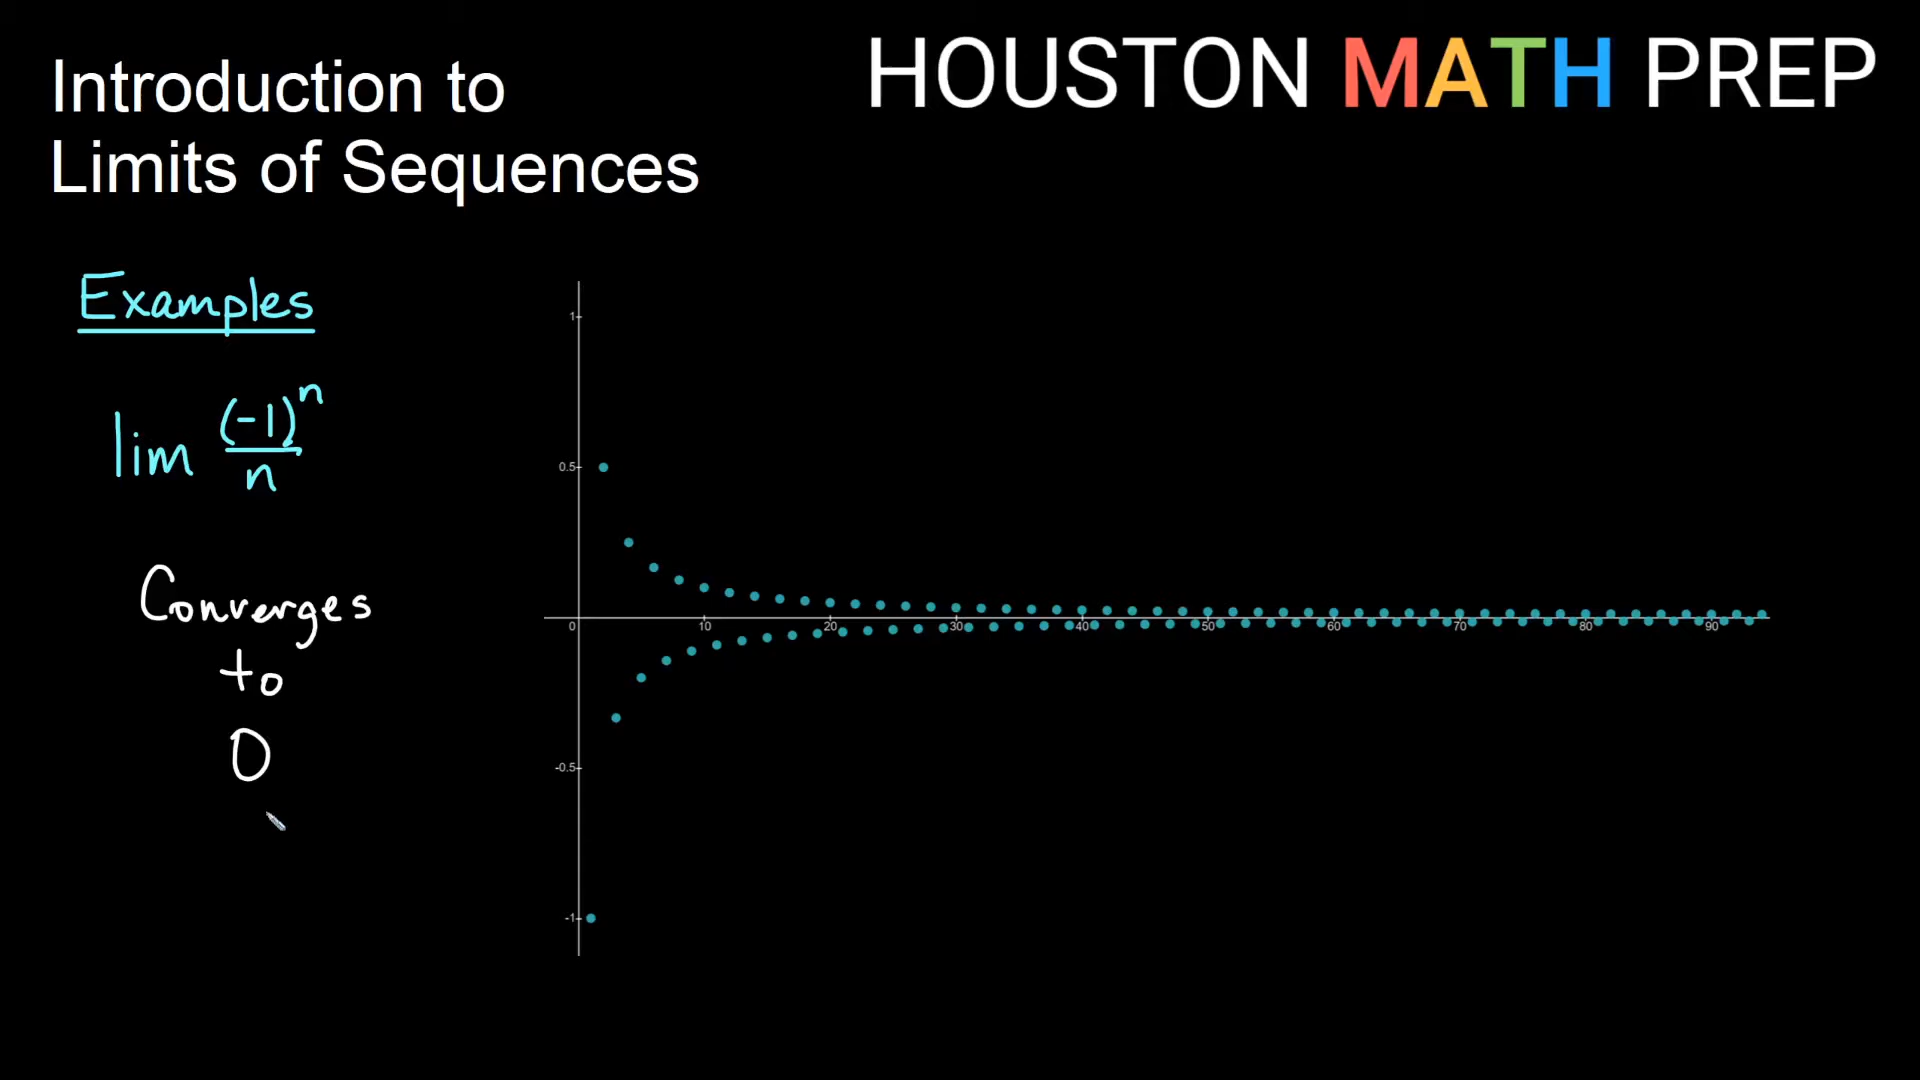 Introduction to
Limits of Sequences
HOUSTON MATH PREP
Examples
lim (-1)^n / n
Converges
to
0
1
0.5
0 10 20 30 40 50 60 70 80 90
-0.5
-1